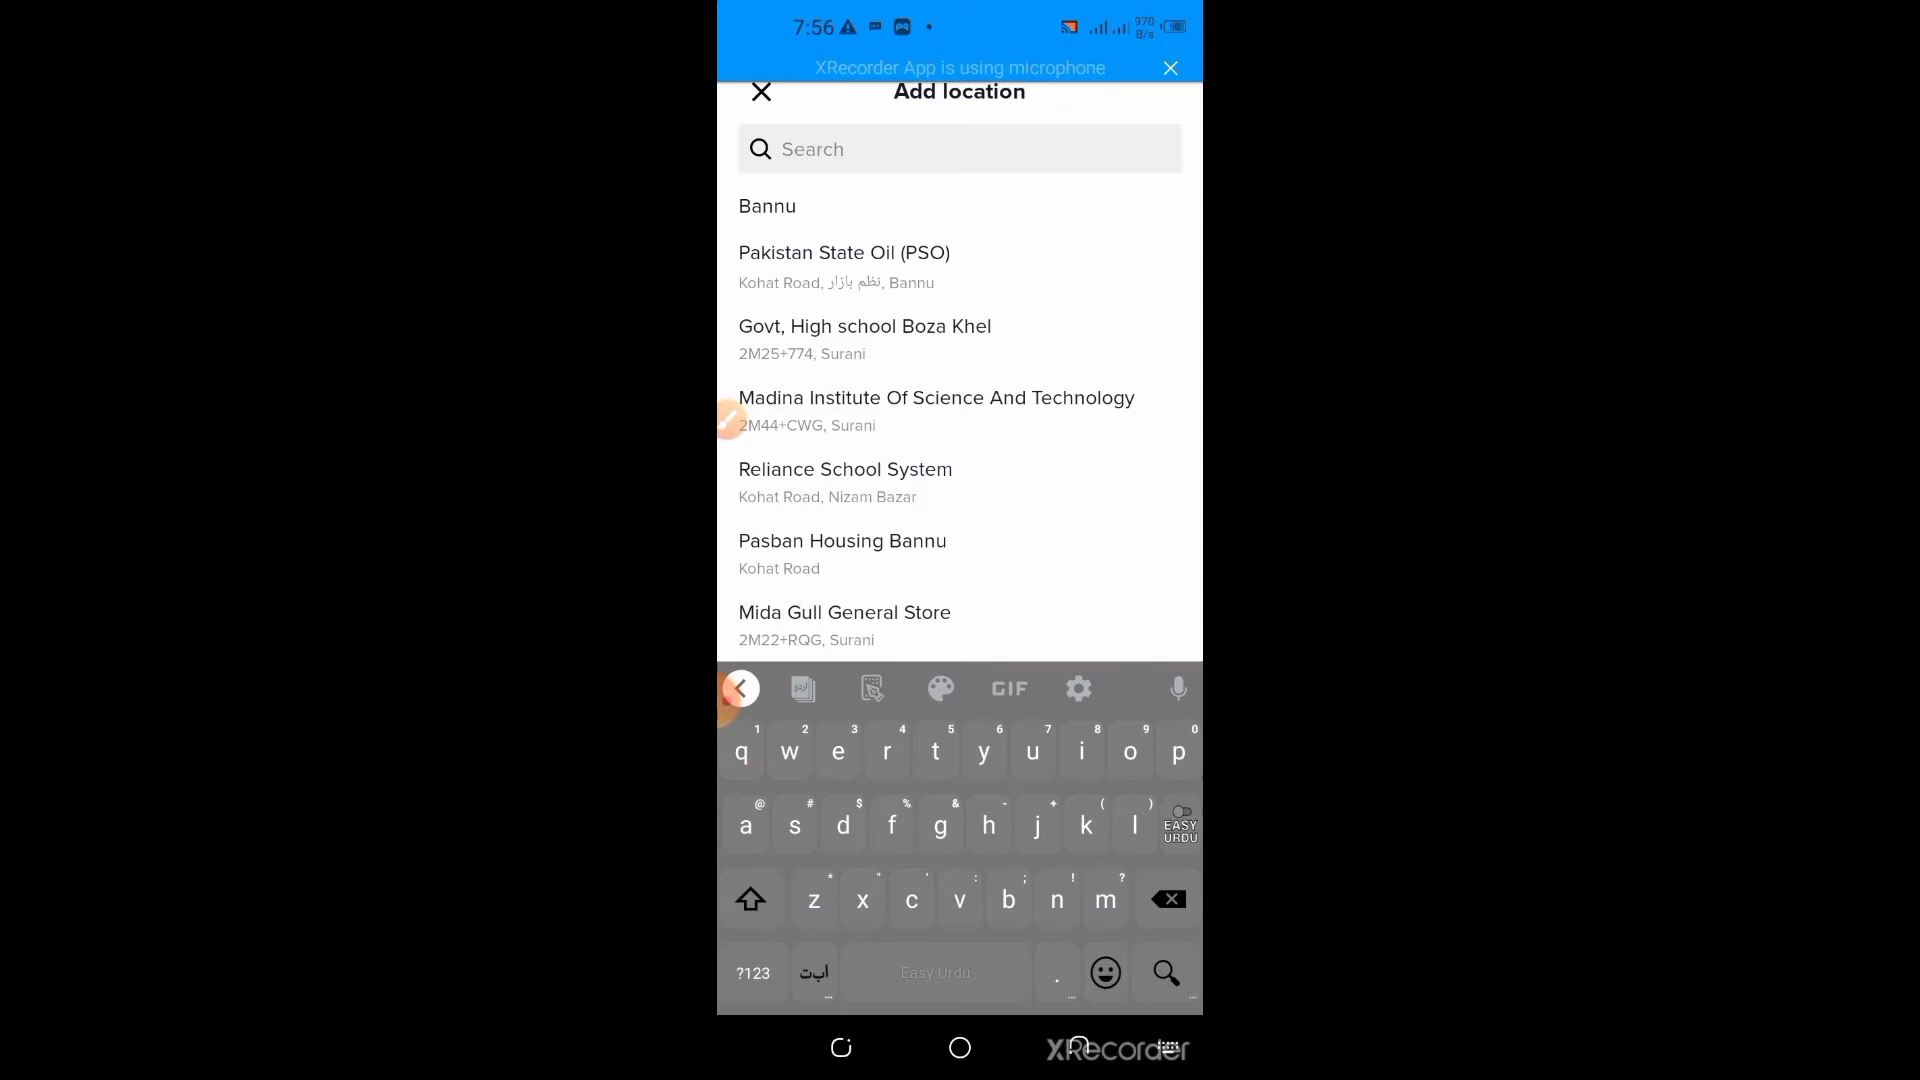 7:56
970
B/s
XRecorder App is using microphone
Add location
Search
Bannu
Pakistan State Oil (PSO)
Kohat Road, نظم بازار, Bannu
Govt, High school Boza Khel
2M25+774, Surani
Madina Institute Of Science And Technology
2M44+CWG, Surani
Reliance School System
Kohat Road, Nizam Bazar
Pasban Housing Bannu
Kohat Road
Mida Gull General Store
2M22+RQG, Surani
اردو GIF
1 2 3 4 5 6 7 8 9 0
q w e r t y u i o p
@ # $ % & - + ( )
a s d f g h j k l EASY URDU
* " ' : ; ! ?
z x c v b n m
?123 اب‌ت Easy Urdu .
XRecorder